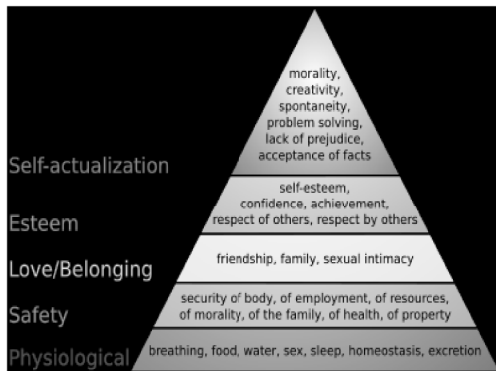 morality,
creativity,
spontaneity,
problem solving,
lack of prejudice,
acceptance of facts
Self-actualization
self-esteem,
confidence, achievement,
respect of others, respect by others
Esteem
friendship, family, sexual intimacy
Love/Belonging
security of body, of employment, of resources,
of morality, of the family, of health, of property
Safety
breathing, food, water, sex, sleep, homeostasis, excretion
Physiological